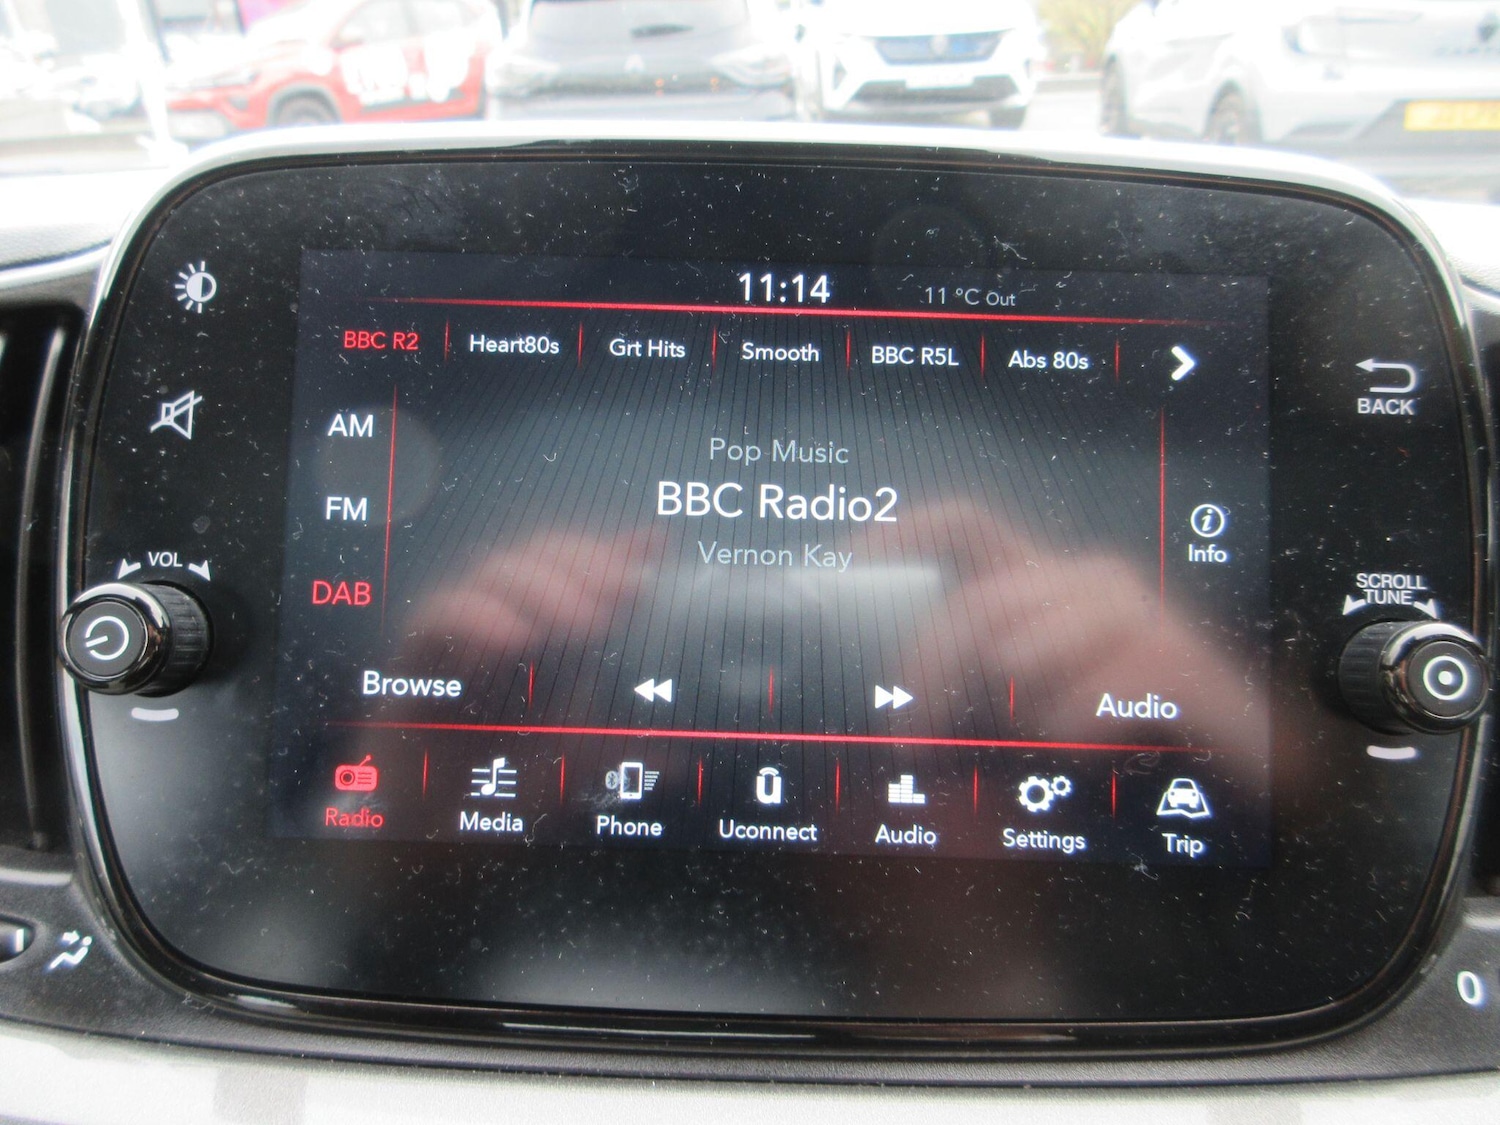 11:14
11 °C Out
BBC R2
Heart80s
Grt Hits
Smooth
BBC R5L
Abs 80s
AM
FM
DAB
Pop Music
BBC Radio2
Vernon Kay
i
Info
BACK
VOL
SCROLL
TUNE
Browse
Audio
Radio
Media
Phone
Uconnect
Audio
Settings
Trip
0